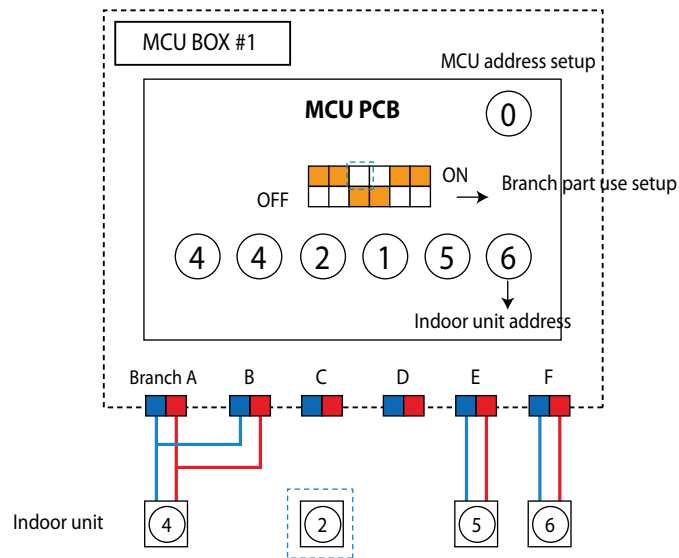 MCU BOX #1
MCU address setup
MCU PCB
0
ON
OFF
Branch part use setup
4 4 2 1 5 6
Indoor unit address
Branch A B C D E F
Indoor unit 4 2 5 6